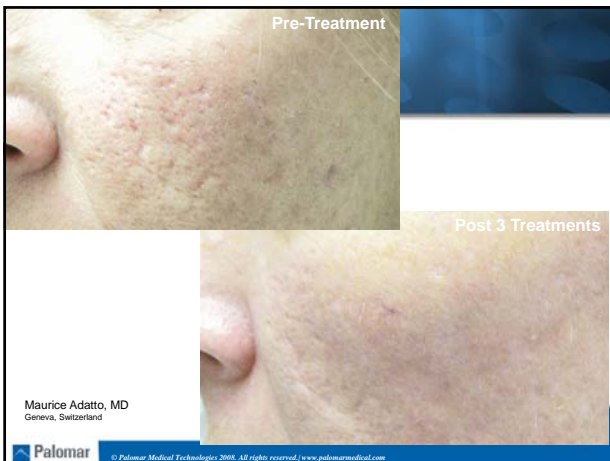 Pre-Treatment
Post 3 Treatments
Maurice Adatto, MD
Geneva, Switzerland
Palomar
© Palomar Medical Technologies 2008. All rights reserved./ www.palomarmedical.com